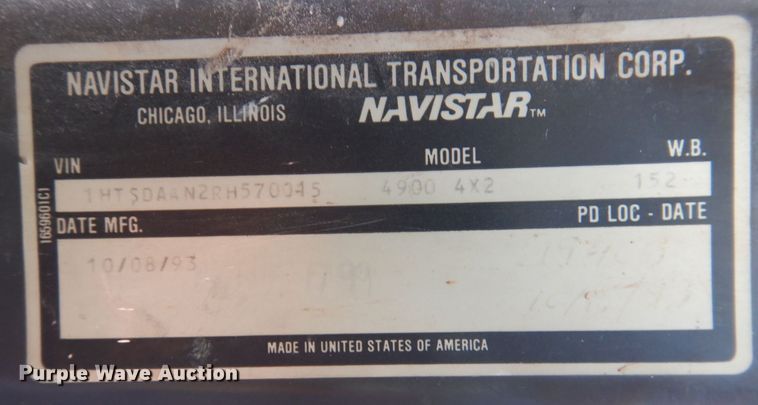 NAVISTAR INTERNATIONAL TRANSPORTATION CORP.
CHICAGO, ILLINOIS NAVISTAR™
VIN MODEL W.B.
1HTSDAAN2RH570015 4900 4X2 152
DATE MFG. PD LOC - DATE
10/08/93
MADE IN UNITED STATES OF AMERICA
1659601C1
Purple Wave Auction